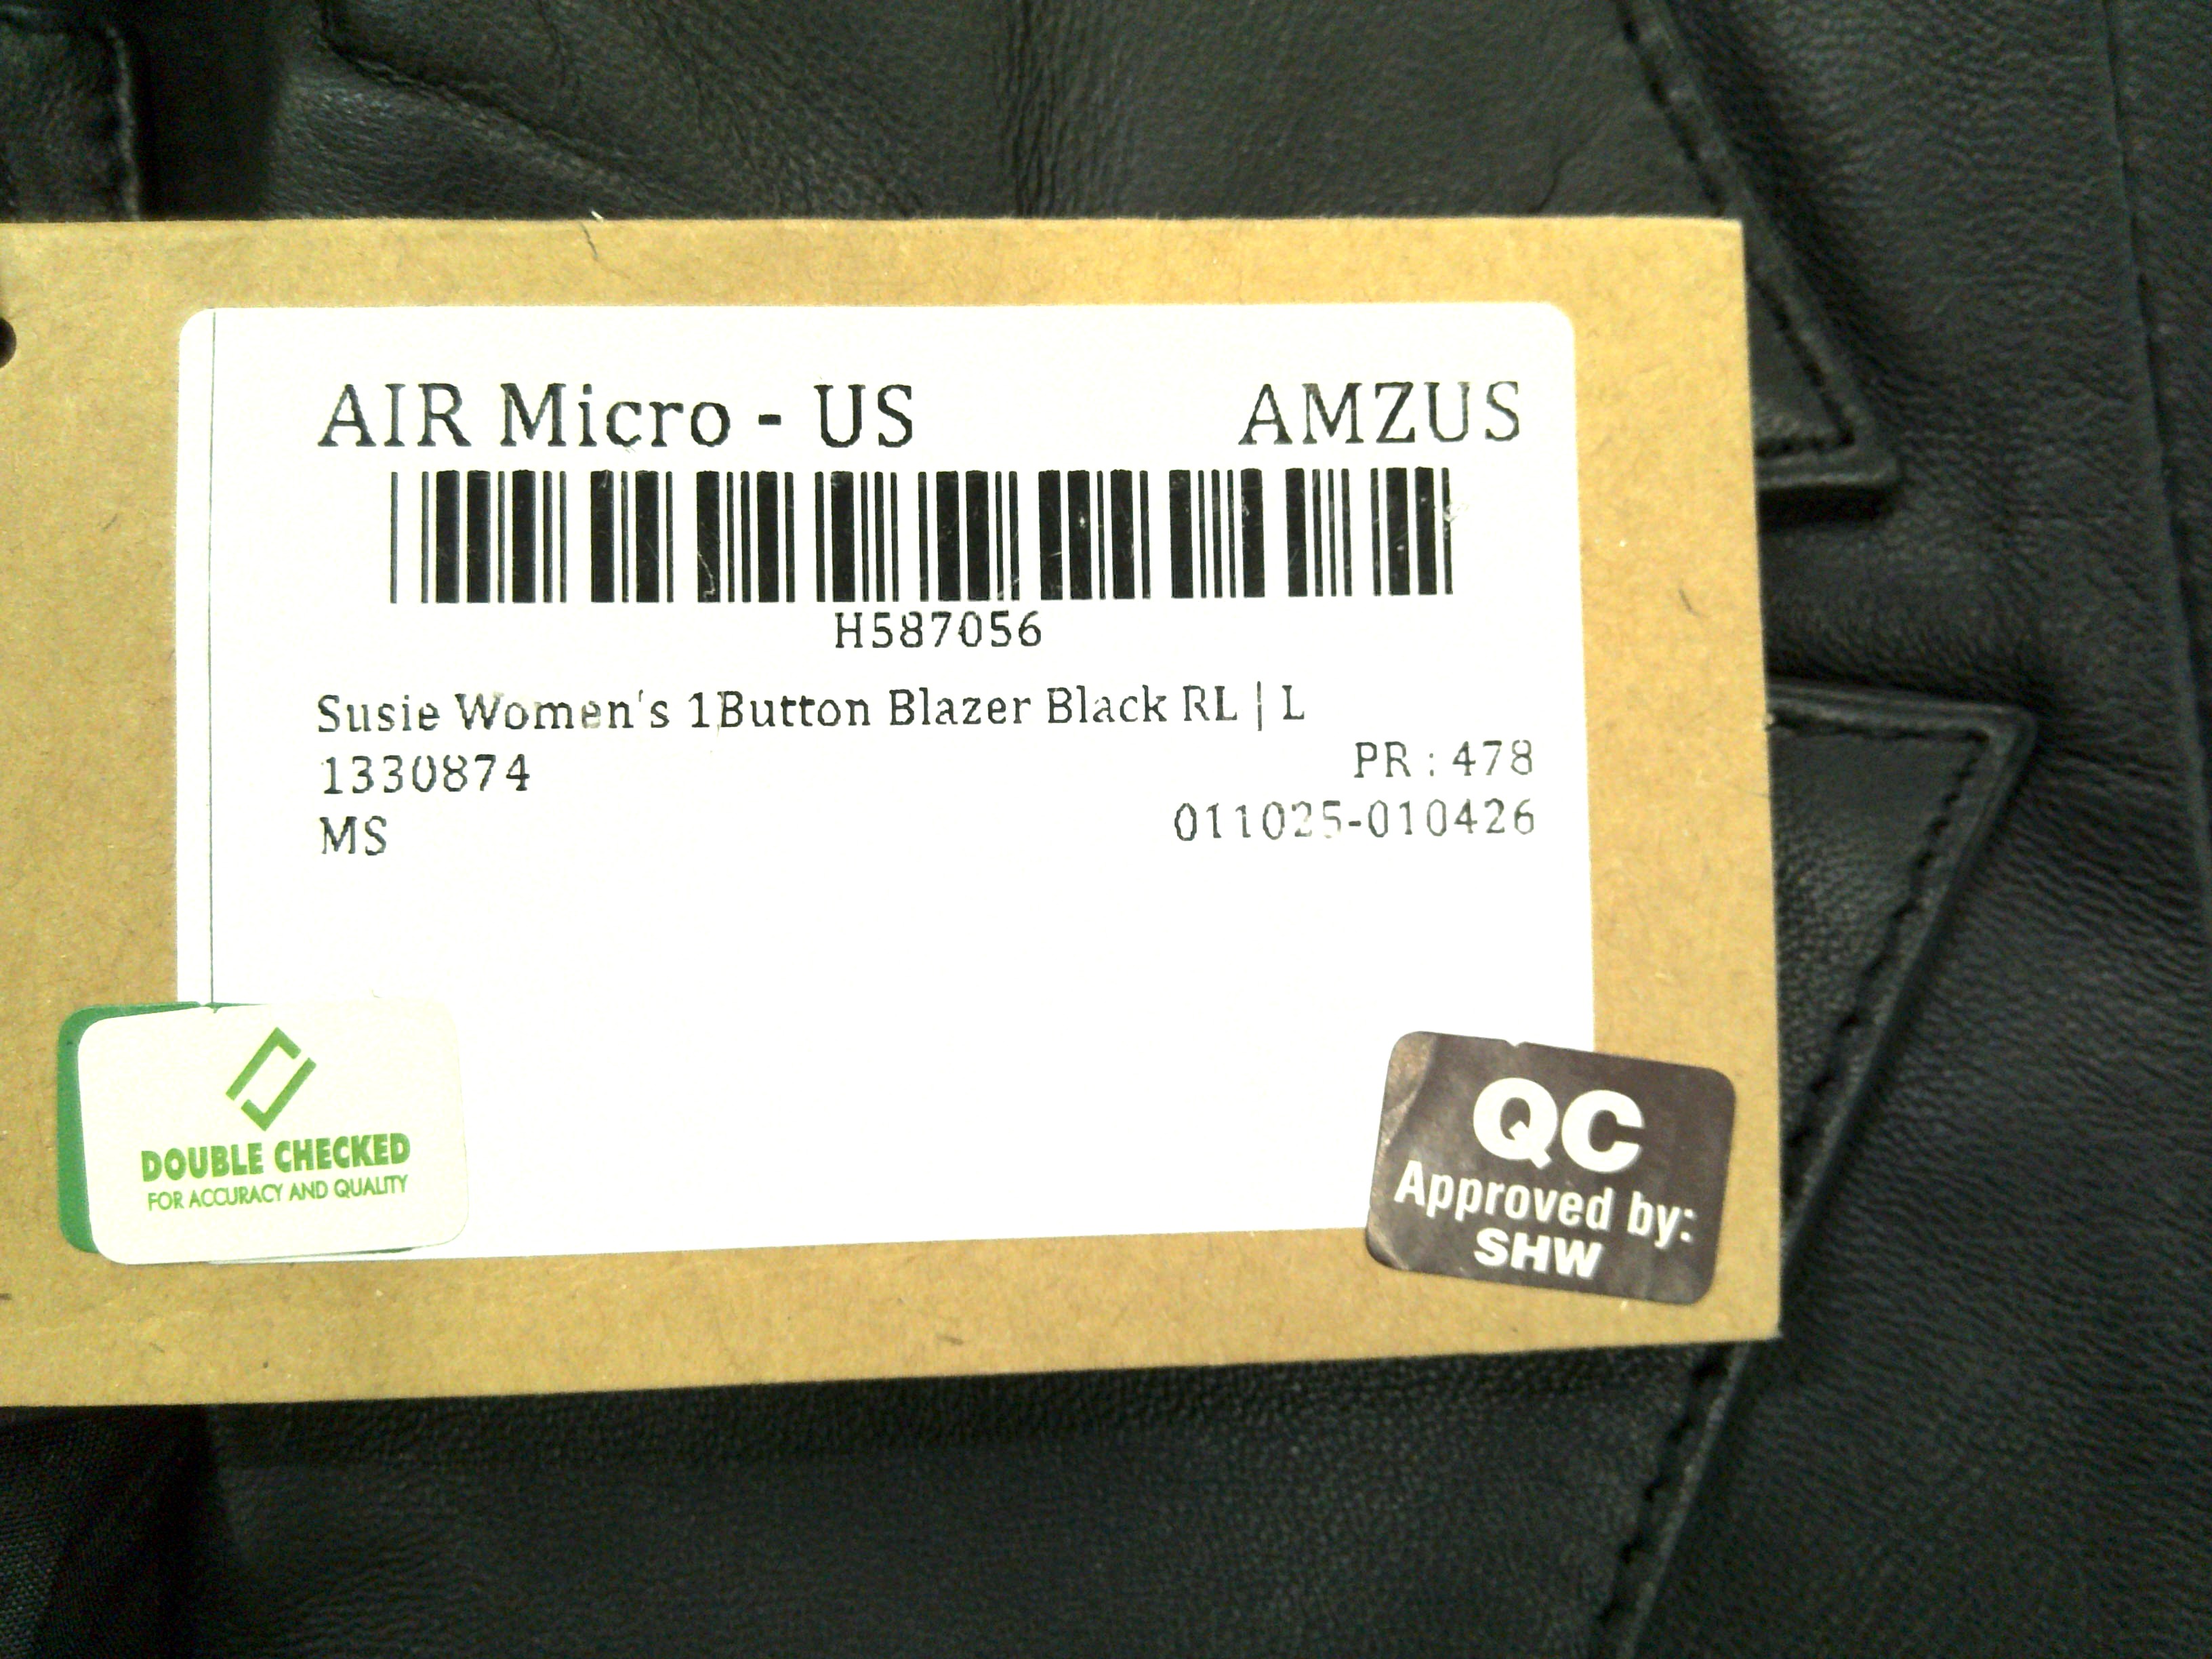 AIR Micro - US AMZUS
H587056
Susie Women's 1Button Blazer Black RL | L
1330874 PR : 478
MS 011025-010426
DOUBLE CHECKED
FOR ACCURACY AND QUALITY
QC
Approved by:
SHW